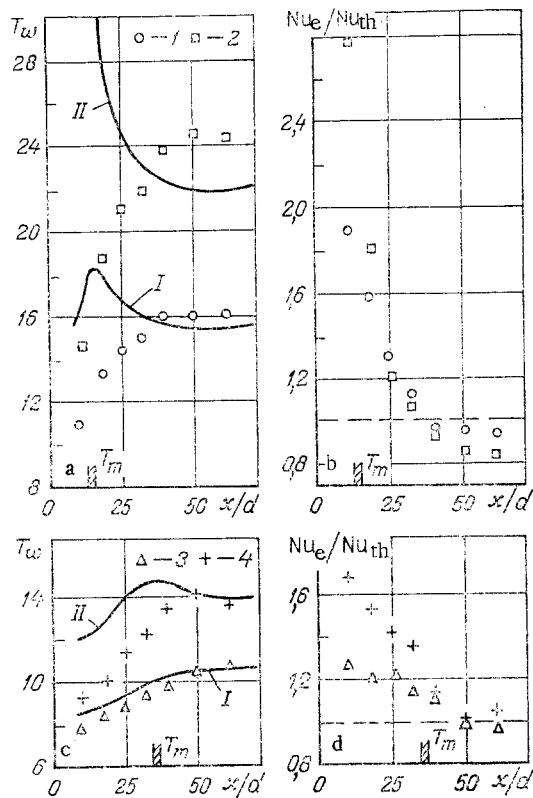 T_w
28
24
20
16
12
8
○ – 1 □ – 2
II
I
a
T_m
0 25 50 x/d
Nu_e/Nu_th
2,4
2,0
1,6
1,2
0,8
b
T_m
0 25 50 x/d
T_w
14
10
6
△ – 3 + – 4
II
I
c
T_m
0 25 50 x/d
Nu_e/Nu_th
1,6
1,2
0,8
d
T_m
0 25 50 x/d